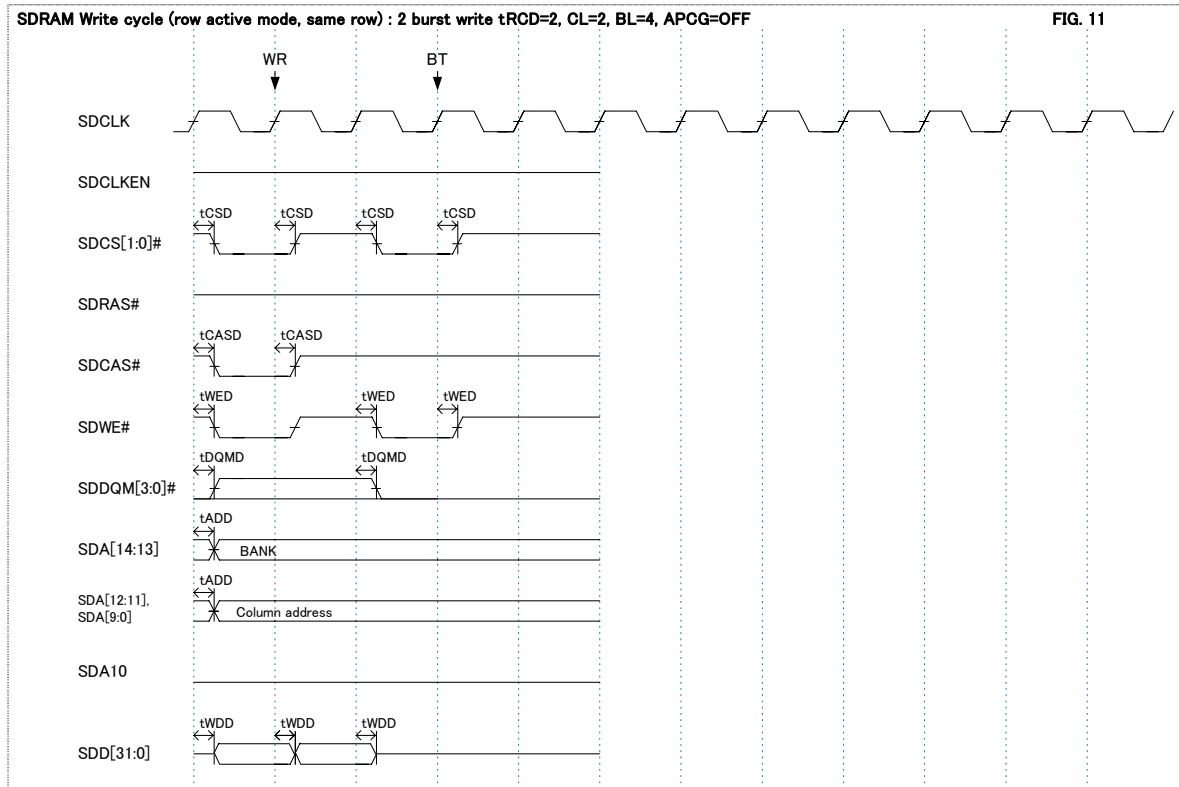 SDRAM Write cycle (row active mode, same row) : 2 burst write tRCD=2, CL=2, BL=4, APCG=OFF FIG. 11
WR BT
SDCLK
SDCLKEN
tCSD tCSD tCSD tCSD
SDCS[1:0]#
SDRAS#
tCASD tCASD
SDCAS#
tWED tWED tWED
SDWE#
tDQMD tDQMD
SDDQM[3:0]#
tADD
SDA[14:13] BANK
tADD
SDA[12:11],
SDA[9:0] Column address
SDA10
tWDD tWDD tWDD
SDD[31:0]